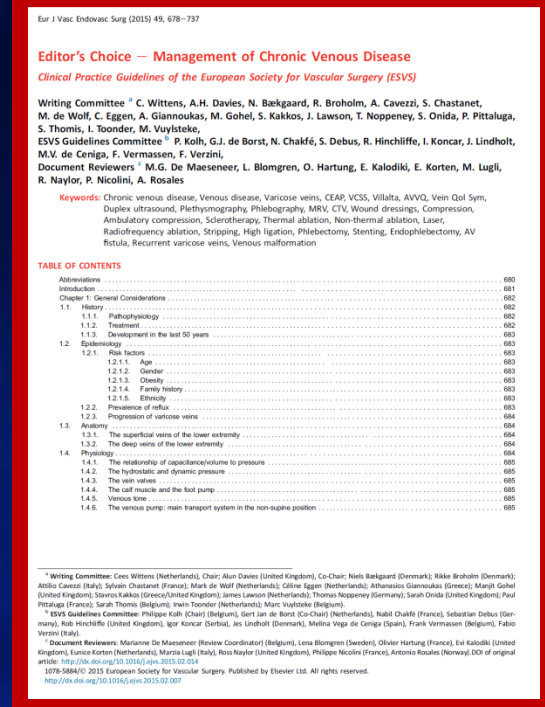 Eur J Vasc Endovasc Surg (2015) 49, 678–737
Editor's Choice — Management of Chronic Venous Disease
Clinical Practice Guidelines of the European Society for Vascular Surgery (ESVS)
Writing Committee a C. Wittens, A.H. Davies, N. Bækgaard, R. Broholm, A. Cavezzi, S. Chastanet,
M. de Wolf, C. Eggen, A. Giannoukas, M. Gohel, S. Kakkos, J. Lawson, T. Noppeney, S. Onida, P. Pittaluga,
S. Thomis, I. Toonder, M. Vuylsteke,
ESVS Guidelines Committee b P. Kolh, G.J. de Borst, N. Chakfé, S. Debus, R. Hinchliffe, I. Koncar, J. Lindholt,
M.V. de Ceniga, F. Vermassen, F. Verzini,
Document Reviewers c M.G. De Maeseneer, L. Blomgren, O. Hartung, E. Kalodiki, E. Korten, M. Lugli,
R. Naylor, P. Nicolini, A. Rosales
Keywords: Chronic venous disease, Venous disease, Varicose veins, CEAP, VCSS, Villalta, AVVQ, Vein Qol Sym,
Duplex ultrasound, Plethysmography, Phlebography, MRV, CTV, Wound dressings, Compression,
Ambulatory compression, Sclerotherapy, Thermal ablation, Non-thermal ablation, Laser,
Radiofrequency ablation, Stripping, High ligation, Phlebectomy, Stenting, Endophlebectomy, AV
fistula, Recurrent varicose veins, Venous malformation
TABLE OF CONTENTS
Abbreviations 680
Introduction 681
Chapter 1: General Considerations 682
1.1. History 682
1.1.1. Pathophysiology 682
1.1.2. Treatment 682
1.1.3. Development in the last 50 years 683
1.2. Epidemiology 683
1.2.1. Risk factors 683
1.2.1.1. Age 683
1.2.1.2. Gender 683
1.2.1.3. Obesity 683
1.2.1.4. Family history 683
1.2.1.5. Ethnicity 683
1.2.2. Prevalence of reflux 683
1.2.3. Progression of varicose veins 684
1.3. Anatomy 684
1.3.1. The superficial veins of the lower extremity 684
1.3.2. The deep veins of the lower extremity 684
1.4. Physiology 684
1.4.1. The relationship of capacitance/volume to pressure 685
1.4.2. The hydrostatic and dynamic pressure 685
1.4.3. The vein valves 685
1.4.4. The calf muscle and the foot pump 685
1.4.5. Venous tone 685
1.4.6. The venous pump: main transport system in the non-supine position 685
a Writing Committee: Cees Wittens (Netherlands), Chair; Alun Davies (United Kingdom), Co-Chair; Niels Bækgaard (Denmark); Rikke Broholm (Denmark);
Attilio Cavezzi (Italy); Sylvain Chastanet (France); Mark de Wolf (Netherlands); Céline Eggen (Netherlands); Athanasios Giannoukas (Greece); Manjit Gohel
(United Kingdom); Stavros Kakkos (Greece/United Kingdom); James Lawson (Netherlands); Thomas Noppeney (Germany); Sarah Onida (United Kingdom); Paul
Pittaluga (France); Sarah Thomis (Belgium); Irwin Toonder (Netherlands); Marc Vuylsteke (Belgium).
b ESVS Guidelines Committee: Philippe Kolh (Chair) (Belgium), Gert Jan de Borst (Co-Chair) (Netherlands), Nabil Chakfé (France), Sebastian Debus (Ger-
many), Rob Hinchliffe (United Kingdom), Igor Koncar (Serbia), Jes Lindholt (Denmark), Melina Vega de Ceniga (Spain), Frank Vermassen (Belgium), Fabio
Verzini (Italy).
c Document Reviewers: Marianne De Maeseneer (Review Coordinator) (Belgium), Lena Blomgren (Sweden), Olivier Hartung (France), Evi Kalodiki (United
Kingdom), Eunice Korten (Netherlands), Marzia Lugli (Italy), Ross Naylor (United Kingdom), Philippe Nicolini (France), Antonio Rosales (Norway).DOI of original
article: http://dx.doi.org/10.1016/j.ejvs.2015.02.014
1078-5884/© 2015 European Society for Vascular Surgery. Published by Elsevier Ltd. All rights reserved.
http://dx.doi.org/10.1016/j.ejvs.2015.02.007